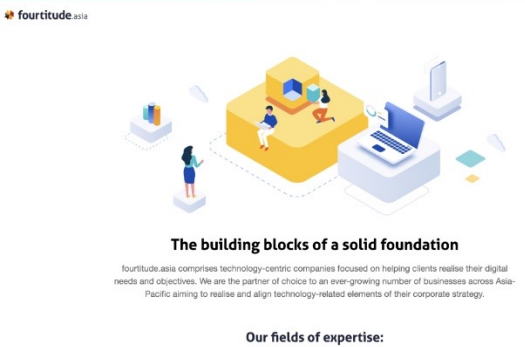 fourtitude.asia
The building blocks of a solid foundation
fourtitude.asia comprises technology-centric companies focused on helping clients realise their digital
needs and objectives. We are the partner of choice to an ever-growing number of businesses across Asia-
Pacific aiming to realise and align technology-related elements of their corporate strategy.
Our fields of expertise: